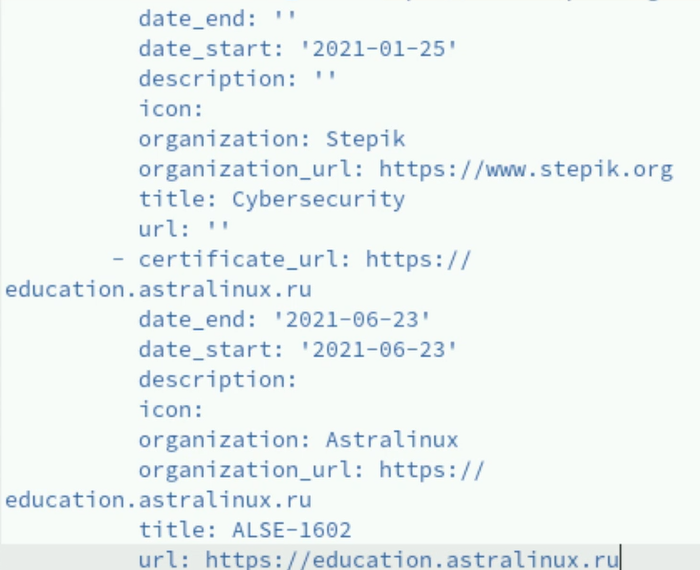 date_end: ''
date_start: '2021-01-25'
description: ''
icon:
organization: Stepik
organization_url: https://www.stepik.org
title: Cybersecurity
url: ''
- certificate_url: https://
education.astralinux.ru
date_end: '2021-06-23'
date_start: '2021-06-23'
description:
icon:
organization: Astralinux
organization_url: https://
education.astralinux.ru
title: ALSE-1602
url: https://education.astralinux.ru